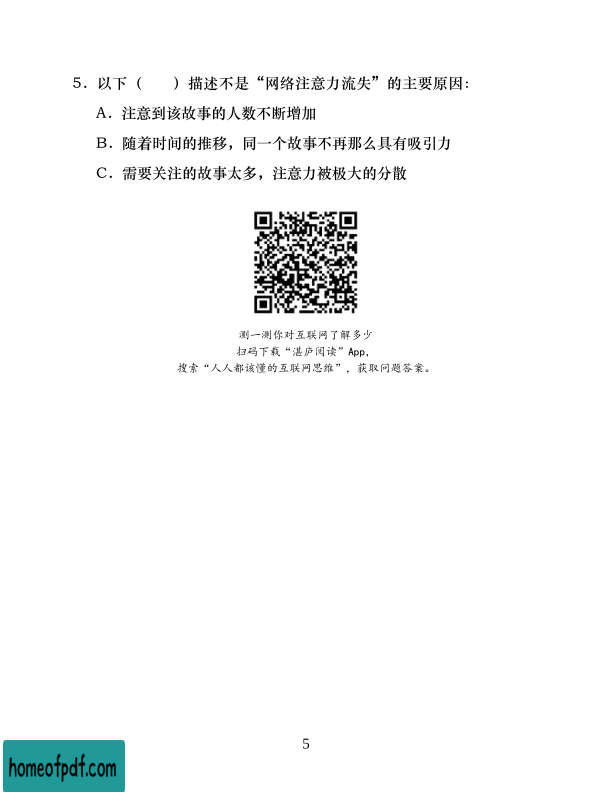 5．以下（　　）描述不是“网络注意力流失”的主要原因：
A．注意到该故事的人数不断增加
B．随着时间的推移，同一个故事不再那么具有吸引力
C．需要关注的故事太多，注意力被极大的分散
测一测你对互联网了解多少
扫码下载“湛庐阅读”App，
搜索“人人都该懂的互联网思维”，获取问题答案。
5
homeofpdf.com